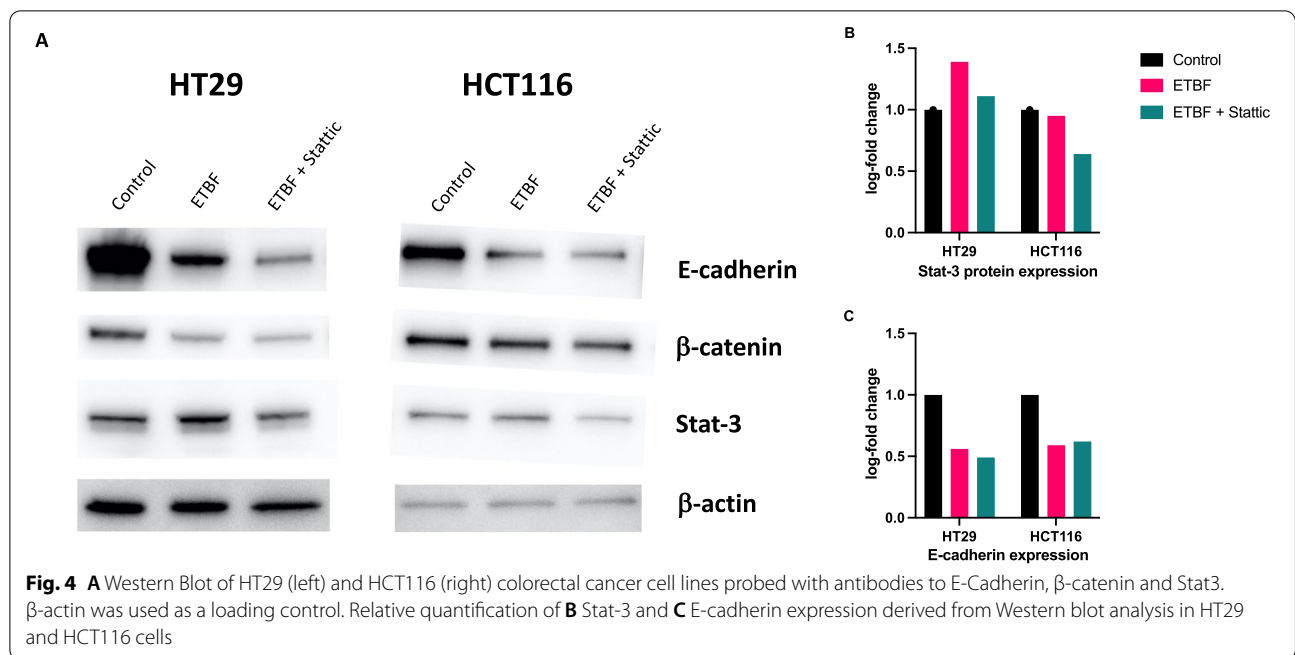 A
HT29
HCT116
Control
ETBF
ETBF + Stattic
Control
ETBF
ETBF + Stattic
E-cadherin
β-catenin
Stat-3
β-actin
B
log-fold change
1.5
1.0
0.5
0.0
HT29
HCT116
Stat-3 protein expression
Control
ETBF
ETBF + Stattic
C
log-fold change
1.5
1.0
0.5
0.0
HT29
HCT116
E-cadherin expression
Fig. 4 A Western Blot of HT29 (left) and HCT116 (right) colorectal cancer cell lines probed with antibodies to E-Cadherin, β-catenin and Stat3.
β-actin was used as a loading control. Relative quantification of B Stat-3 and C E-cadherin expression derived from Western blot analysis in HT29
and HCT116 cells